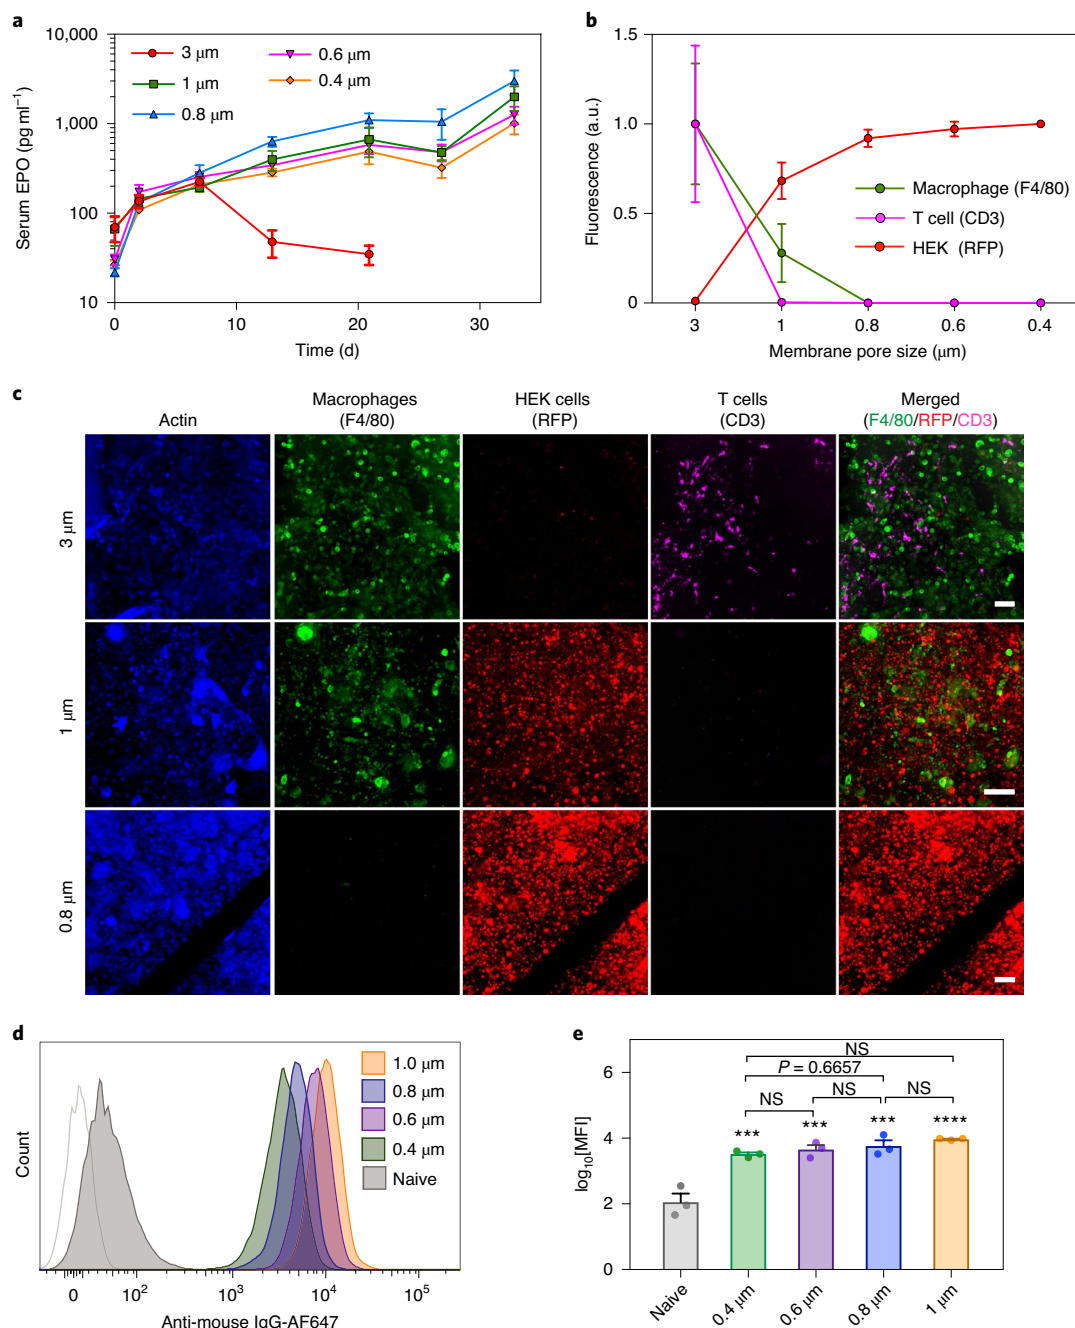 a
10,000
1,000
100
10
Serum EPO (pg ml⁻¹)
3 μm
1 μm
0.8 μm
0.6 μm
0.4 μm
0
10
20
30
Time (d)
b
1.5
1.0
0.5
0
Fluorescence (a.u.)
Macrophage (F4/80)
T cell (CD3)
HEK (RFP)
3
1
0.8
0.6
0.4
Membrane pore size (μm)
c
Actin
Macrophages
(F4/80)
HEK cells
(RFP)
T cells
(CD3)
Merged
(F4/80/RFP/CD3)
3 μm
1 μm
0.8 μm
d
Count
1.0 μm
0.8 μm
0.6 μm
0.4 μm
Naive
0
10²
10³
10⁴
10⁵
Anti-mouse IgG-AF647
e
6
4
2
0
log₁₀[MFI]
NS
P = 0.6657
NS
NS
NS
***
***
***
****
Naive
0.4 μm
0.6 μm
0.8 μm
1 μm